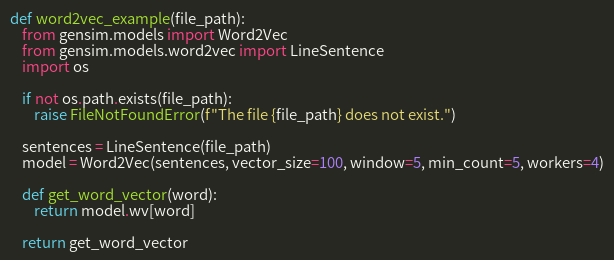 def word2vec_example(file_path):
    from gensim.models import Word2Vec
    from gensim.models.word2vec import LineSentence
    import os

    if not os.path.exists(file_path):
        raise FileNotFoundError(f"The file {file_path} does not exist.")

    sentences = LineSentence(file_path)
    model = Word2Vec(sentences, vector_size=100, window=5, min_count=5, workers=4)

    def get_word_vector(word):
        return model.wv[word]

    return get_word_vector